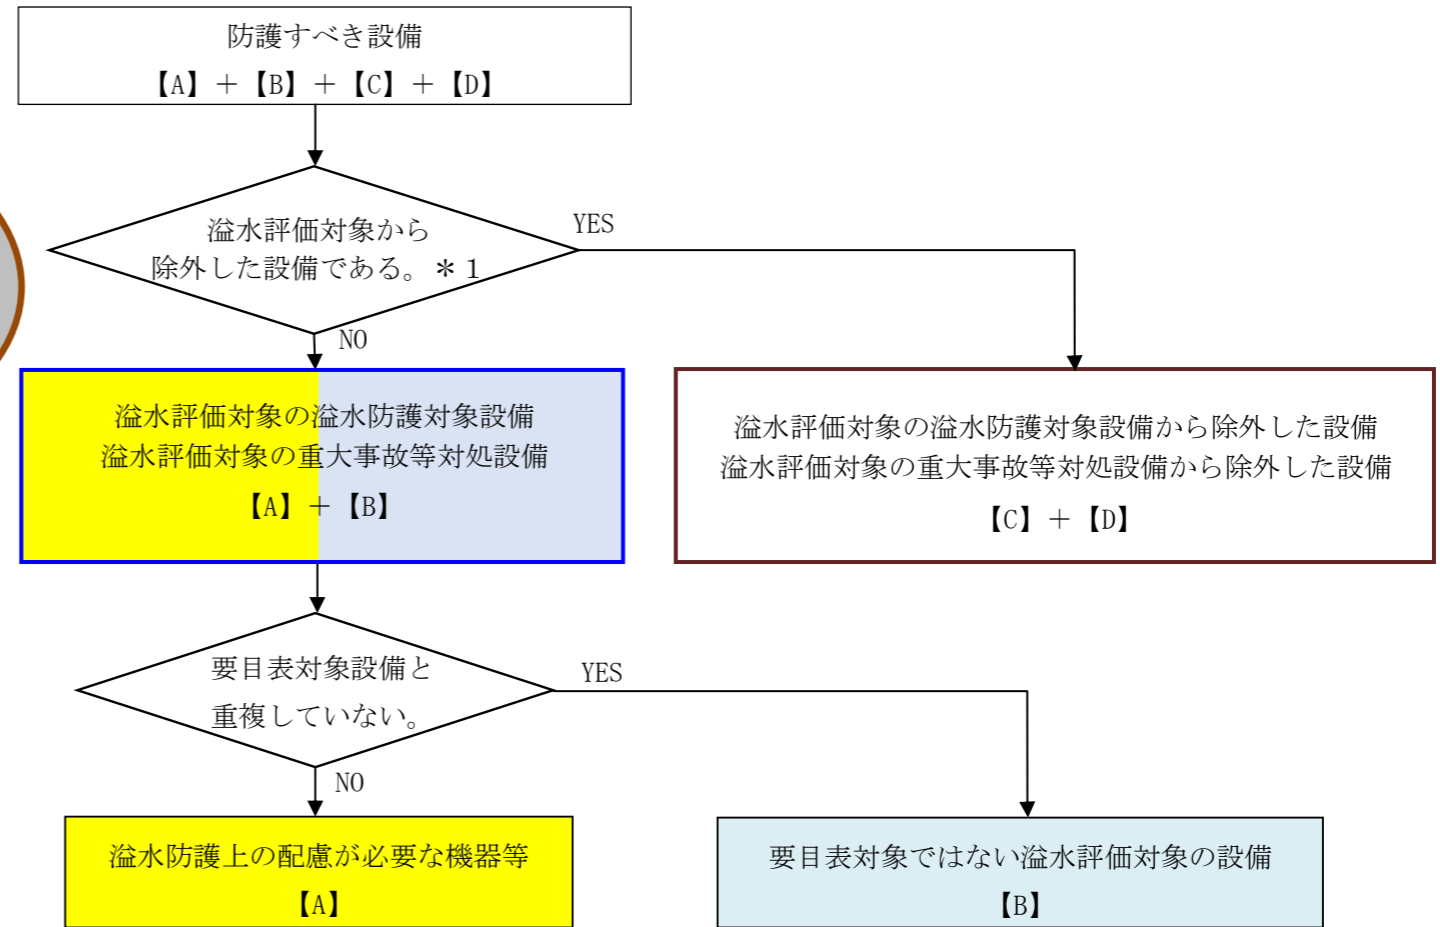 防護すべき設備
【A】＋【B】＋【C】＋【D】
溢水評価対象から
除外した設備である。＊1
YES
NO
溢水評価対象の溢水防護対象設備
溢水評価対象の重大事故等対処設備
【A】＋【B】
溢水評価対象の溢水防護対象設備から除外した設備
溢水評価対象の重大事故等対処設備から除外した設備
【C】＋【D】
要目表対象設備と
重複していない。
YES
NO
溢水防護上の配慮が必要な機器等
【A】
要目表対象ではない溢水評価対象の設備
【B】